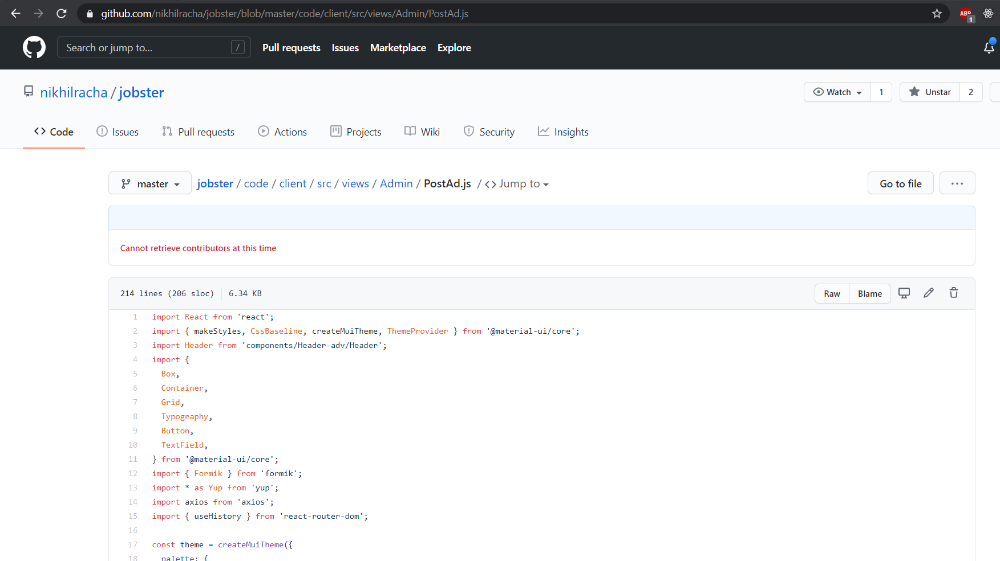 github.com/nikhilracha/jobster/blob/master/code/client/src/views/Admin/PostAd.js
ABP 1
Search or jump to... / Pull requests Issues Marketplace Explore
nikhilracha / jobster Watch 1 Unstar 2
Code Issues Pull requests Actions Projects Wiki Security Insights
master jobster / code / client / src / views / Admin / PostAd.js / <> Jump to Go to file ...
Cannot retrieve contributors at this time
214 lines (206 sloc) 6.34 KB Raw Blame
1 import React from 'react';
2 import { makeStyles, CssBaseline, createMuiTheme, ThemeProvider } from '@material-ui/core';
3 import Header from 'components/Header-adv/Header';
4 import {
5 Box,
6 Container,
7 Grid,
8 Typography,
9 Button,
10 TextField,
11 } from '@material-ui/core';
12 import { Formik } from 'formik';
13 import * as Yup from 'yup';
14 import axios from 'axios';
15 import { useHistory } from 'react-router-dom';
16
17 const theme = createMuiTheme({
18 palette: {